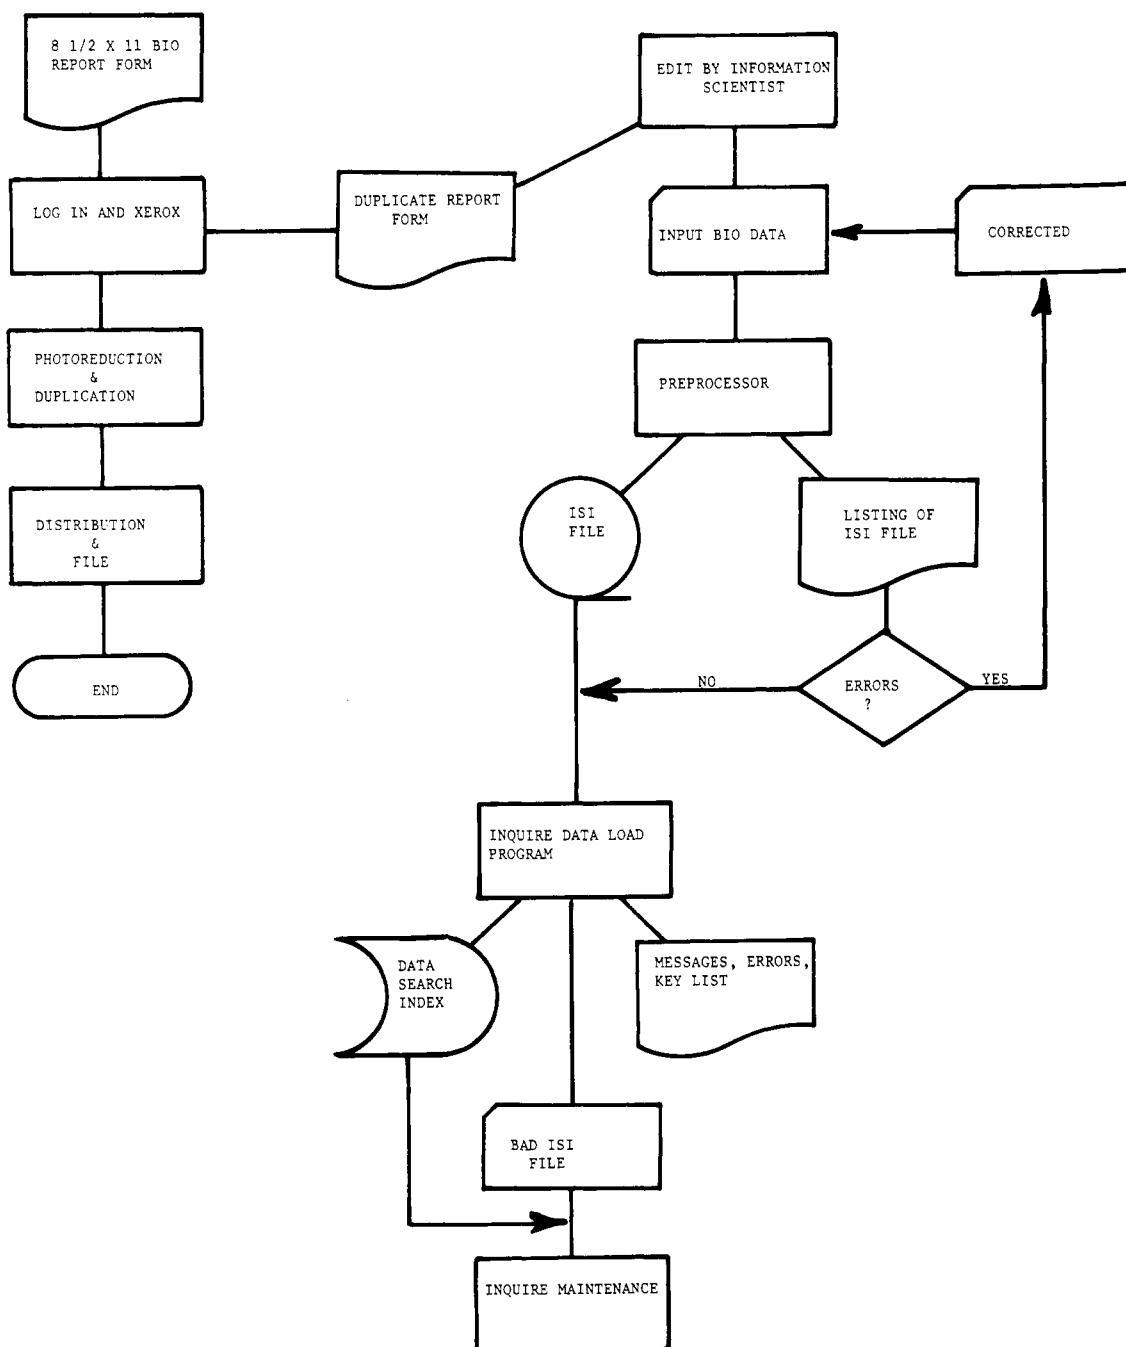 8 1/2 X 11 BIO
REPORT FORM
EDIT BY INFORMATION
SCIENTIST
LOG IN AND XEROX
DUPLICATE REPORT
FORM
INPUT BIO DATA
CORRECTED
PHOTOREDUCTION
&
DUPLICATION
PREPROCESSOR
DISTRIBUTION
&
FILE
ISI
FILE
LISTING OF
ISI FILE
END
NO
ERRORS
?
YES
INQUIRE DATA LOAD
PROGRAM
DATA
SEARCH
INDEX
MESSAGES, ERRORS,
KEY LIST
BAD ISI
FILE
INQUIRE MAINTENANCE